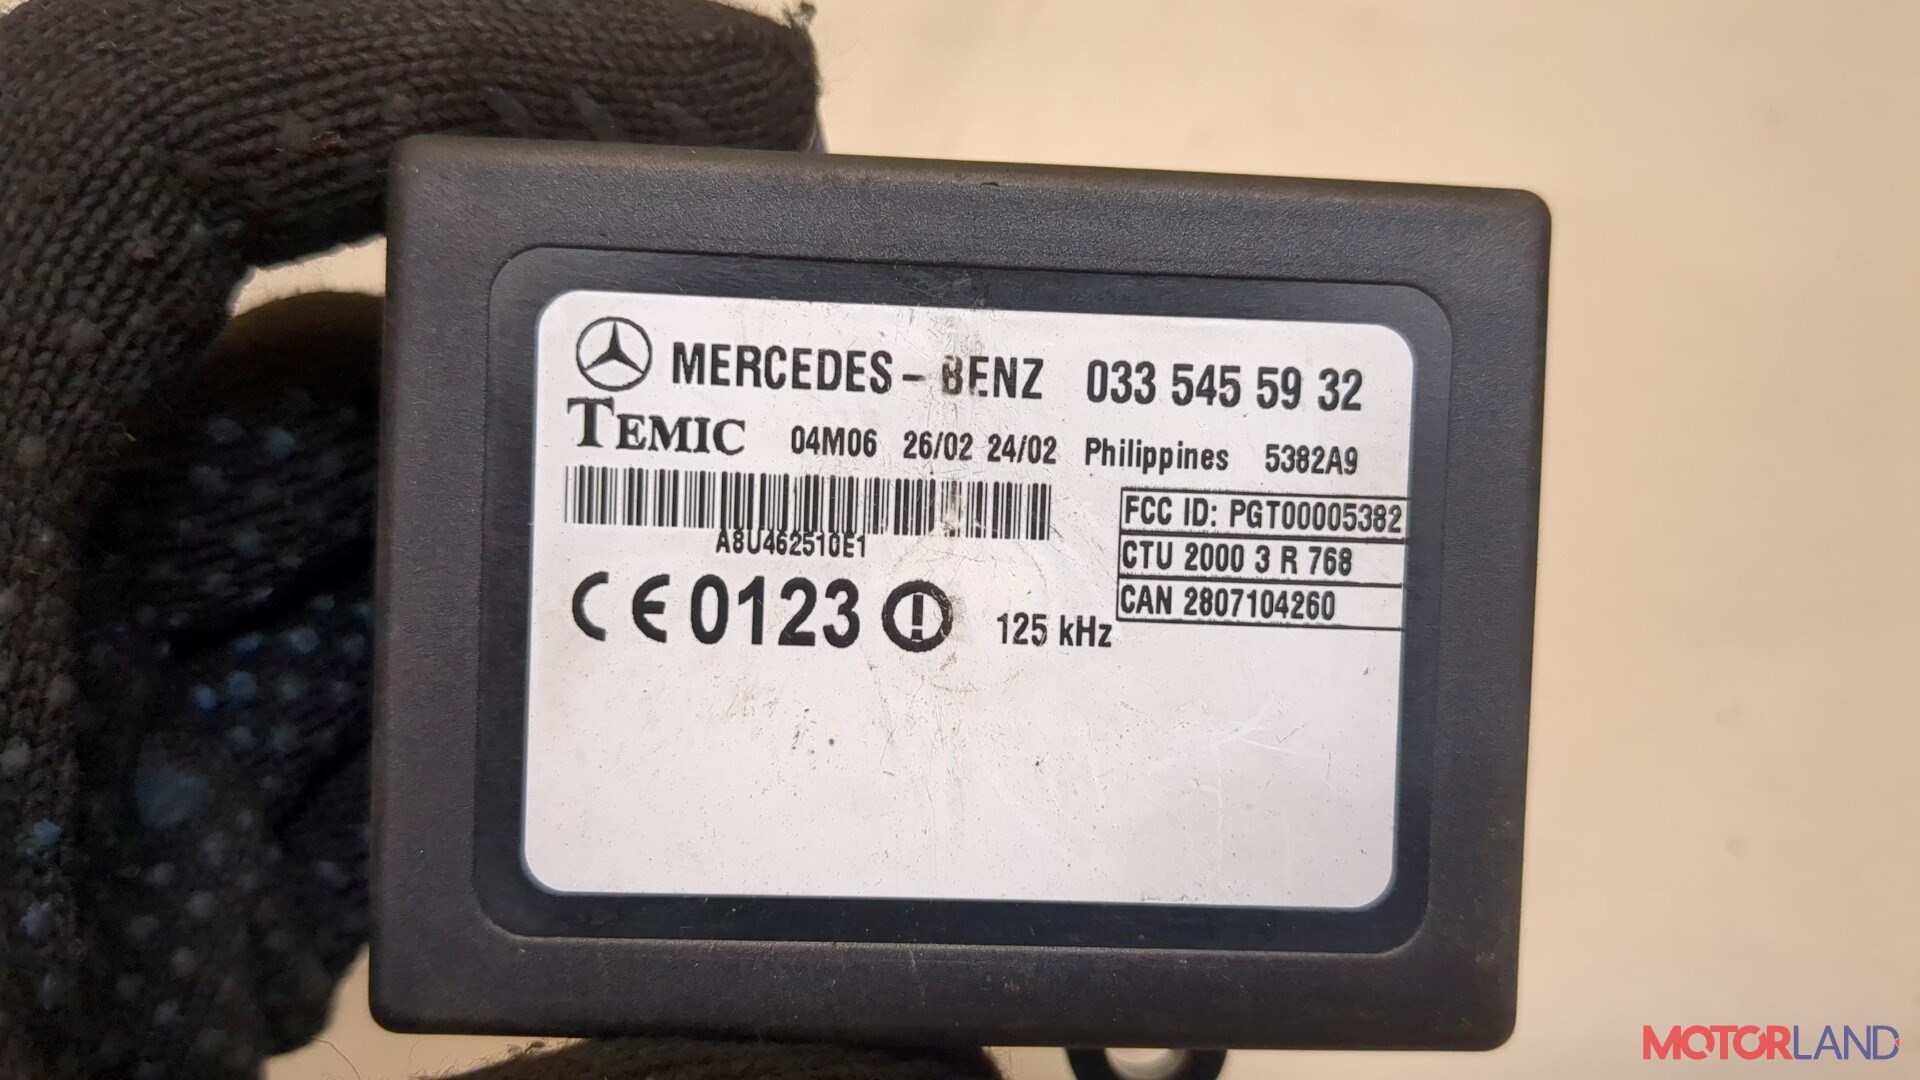 MERCEDES - BENZ 033 545 59 32
TEMIC 04M06 26/02 24/02 Philippines 5382A9
A8U462510E1
FCC ID: PGT00005382
CTU 2000 3 R 768
CAN 2807104260
CE 0123 ! 125 kHz
MOTORLAND